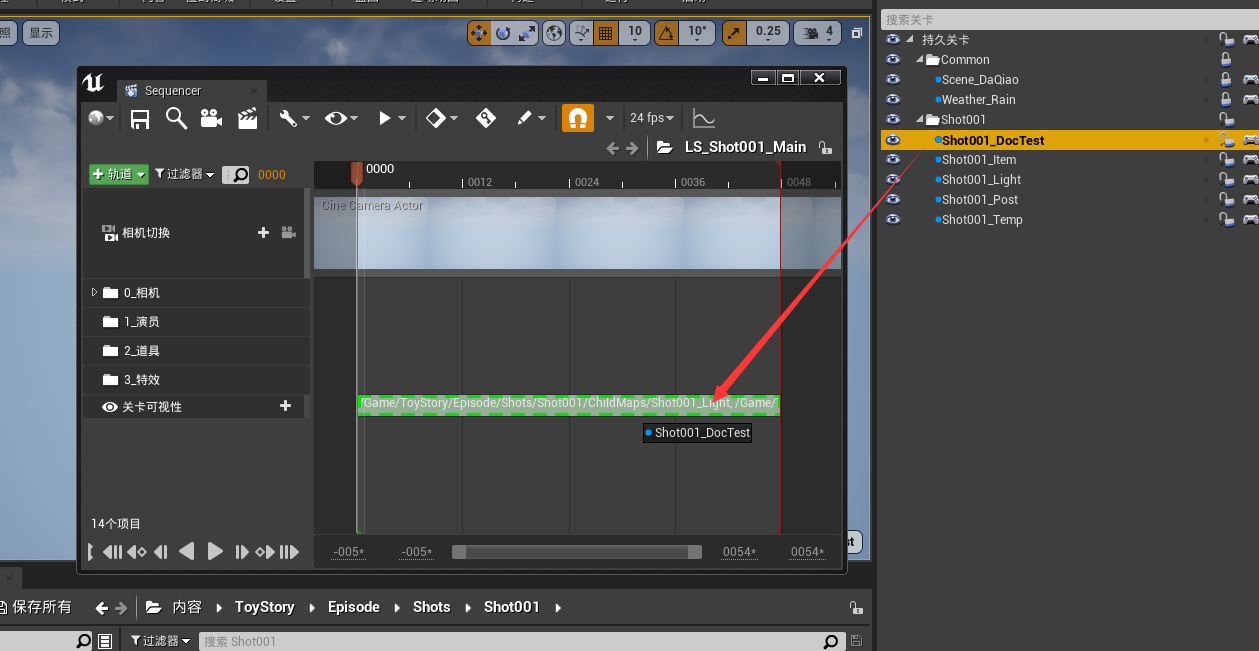 照
显示
10
10°
0.25
4
Sequencer
24 fps
LS_Shot001_Main
轨道
过滤器
0000
0000
0012
0024
0036
0048
Cine Camera Actor
相机切换
0_相机
1_演员
2_道具
3_特效
关卡可视性
/Game/ToyStory/Episode/Shots/Shot001/ChildMaps/Shot001_Light, /Game/
Shot001_DocTest
14个项目
-005*
-005*
0054*
0054*
st
保存所有
内容
ToyStory
Episode
Shots
Shot001
过滤器
搜索 Shot001
搜索关卡
持久关卡
Common
Scene_DaQiao
Weather_Rain
Shot001
Shot001_DocTest
Shot001_Item
Shot001_Light
Shot001_Post
Shot001_Temp